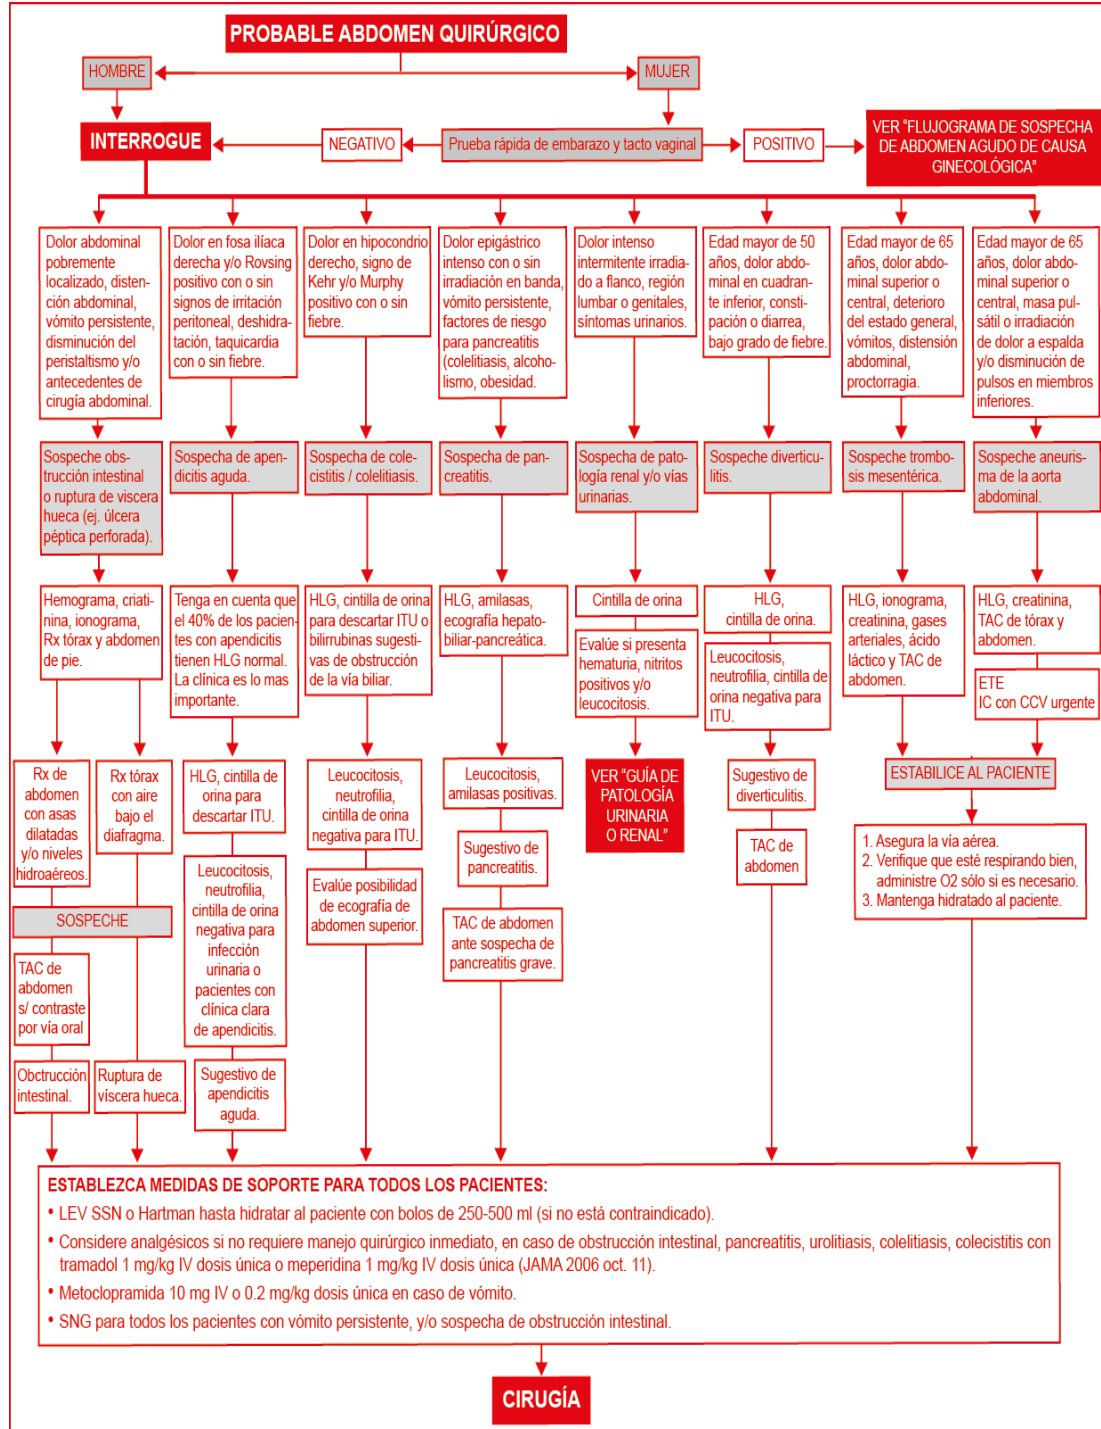 PROBABLE ABDOMEN QUIRÚRGICO
HOMBRE
MUJER
INTERROGUE
NEGATIVO
Prueba rápida de embarazo y tacto vaginal
POSITIVO
VER “FLUJOGRAMA DE SOSPECHA
DE ABDOMEN AGUDO DE CAUSA
GINECOLÓGICA”
Dolor abdominal
pobremente
localizado, disten-
ción abdominal,
vómito persistente,
disminución del
peristaltismo y/o
antecedentes de
cirugía abdominal.
Dolor en fosa ilíaca
derecha y/o Rovsing
positivo con o sin
signos de irritación
peritoneal, deshidra-
tación, taquicardia
con o sin fiebre.
Dolor en hipocondrio
derecho, signo de
Kehr y/o Murphy
positivo con o sin
fiebre.
Dolor epigástrico
intenso con o sin
irradiación en banda,
vómito persistente,
factores de riesgo
para pancreatitis
(colelitiasis, alcoho-
lismo, obesidad.
Dolor intenso
intermitente irradia-
do a flanco, región
lumbar o genitales,
síntomas urinarios.
Edad mayor de 50
años, dolor abdo-
minal en cuadrante
inferior, consti-
pación o diarrea,
bajo grado de fiebre.
Edad mayor de 65
años, dolor abdo-
minal superior o
central, deterioro
del estado general,
vómitos, distensión
abdominal,
proctorragia.
Edad mayor de 65
años, dolor abdo-
minal superior o
central, masa pul-
sátil o irradiación
de dolor a espalda
y/o disminución de
pulsos en miembros
inferiores.
Sospeche obs-
trucción intestinal
o ruptura de viscera
hueca (ej. úlcera
péptica perforada).
Sospecha de apen-
dicitis aguda.
Sospecha de cole-
cistitis / colelitiasis.
Sospecha de pan-
creatitis.
Sospecha de pato-
logía renal y/o vías
urinarias.
Sospeche diverticu-
litis.
Sospeche trombo-
sis mesentérica.
Sospeche aneuris-
ma de la aorta
abdominal.
Hemograma, criati-
nina, ionograma,
Rx tórax y abdomen
de pie.
Tenga en cuenta que
el 40% de los pacien-
tes con apendicitis
tienen HLG normal.
La clínica es lo mas
importante.
HLG, cintilla de orina
para descartar ITU o
bilirrubinas sugesti-
vas de obstrucción
de la vía biliar.
HLG, amilasas,
ecografía hepato-
biliar-pancreática.
Cintilla de orina
Evalúe si presenta
hematuria, nitritos
positivos y/o
leucocitosis.
HLG,
cintilla de orina.
Leucocitosis,
neutrofilia, cintilla de
orina negativa para
ITU.
HLG, ionograma,
creatinina, gases
arteriales, ácido
láctico y TAC de
abdomen.
HLG, creatinina,
TAC de tórax y
abdomen.
ETE
IC con CCV urgente
Rx de
abdomen
con asas
dilatadas
y/o niveles
hidroaéreos.
Rx tórax
con aire
bajo el
diafragma.
HLG, cintilla de
orina para
descartar ITU.
Leucocitosis,
neutrofilia,
cintilla de orina
negativa para ITU.
Leucocitosis,
amilasas positivas.
VER “GUÍA DE
PATOLOGÍA
URINARIA
O RENAL”
Sugestivo de
diverticulitis.
ESTABILICE AL PACIENTE
Leucocitosis,
neutrofilia,
cintilla de orina
negativa para
infección
urinaria o
pacientes con
clínica clara
de apendicitis.
Evalúe posibilidad
de ecografía de
abdomen superior.
Sugestivo de
pancreatitis.
TAC de
abdomen
1. Asegura la vía aérea.
2. Verifique que esté respirando bien,
administre O2 sólo si es necesario.
3. Mantenga hidratado al paciente.
SOSPECHE
TAC de abdomen
ante sospecha de
pancreatitis grave.
TAC de
abdomen
s/ contraste
por vía oral
Obctrucción
intestinal.
Ruptura de
víscera hueca.
Sugestivo de
apendicitis
aguda.
ESTABLEZCA MEDIDAS DE SOPORTE PARA TODOS LOS PACIENTES:
• LEV SSN o Hartman hasta hidratar al paciente con bolos de 250-500 ml (si no está contraindicado).
• Considere analgésicos si no requiere manejo quirúrgico inmediato, en caso de obstrucción intestinal, pancreatitis, urolitiasis, colelitiasis, colecistitis con
tramadol 1 mg/kg IV dosis única o meperidina 1 mg/kg IV dosis única (JAMA 2006 oct. 11).
• Metoclopramida 10 mg IV o 0.2 mg/kg dosis única en caso de vómito.
• SNG para todos los pacientes con vómito persistente, y/o sospecha de obstrucción intestinal.
CIRUGÍA